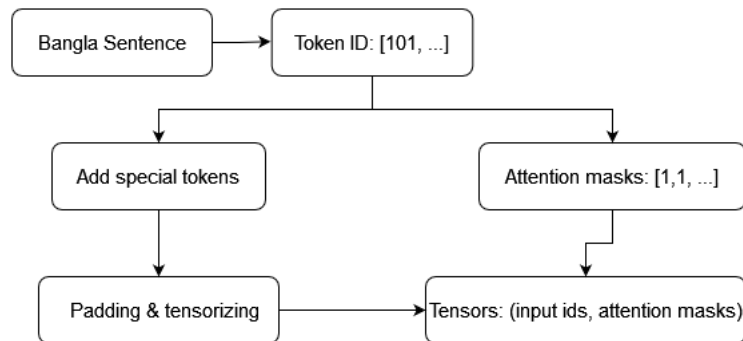 Bangla Sentence
Token ID: [101, ...]
Add special tokens
Attention masks: [1,1, ...]
Padding & tensorizing
Tensors: (input ids, attention masks)